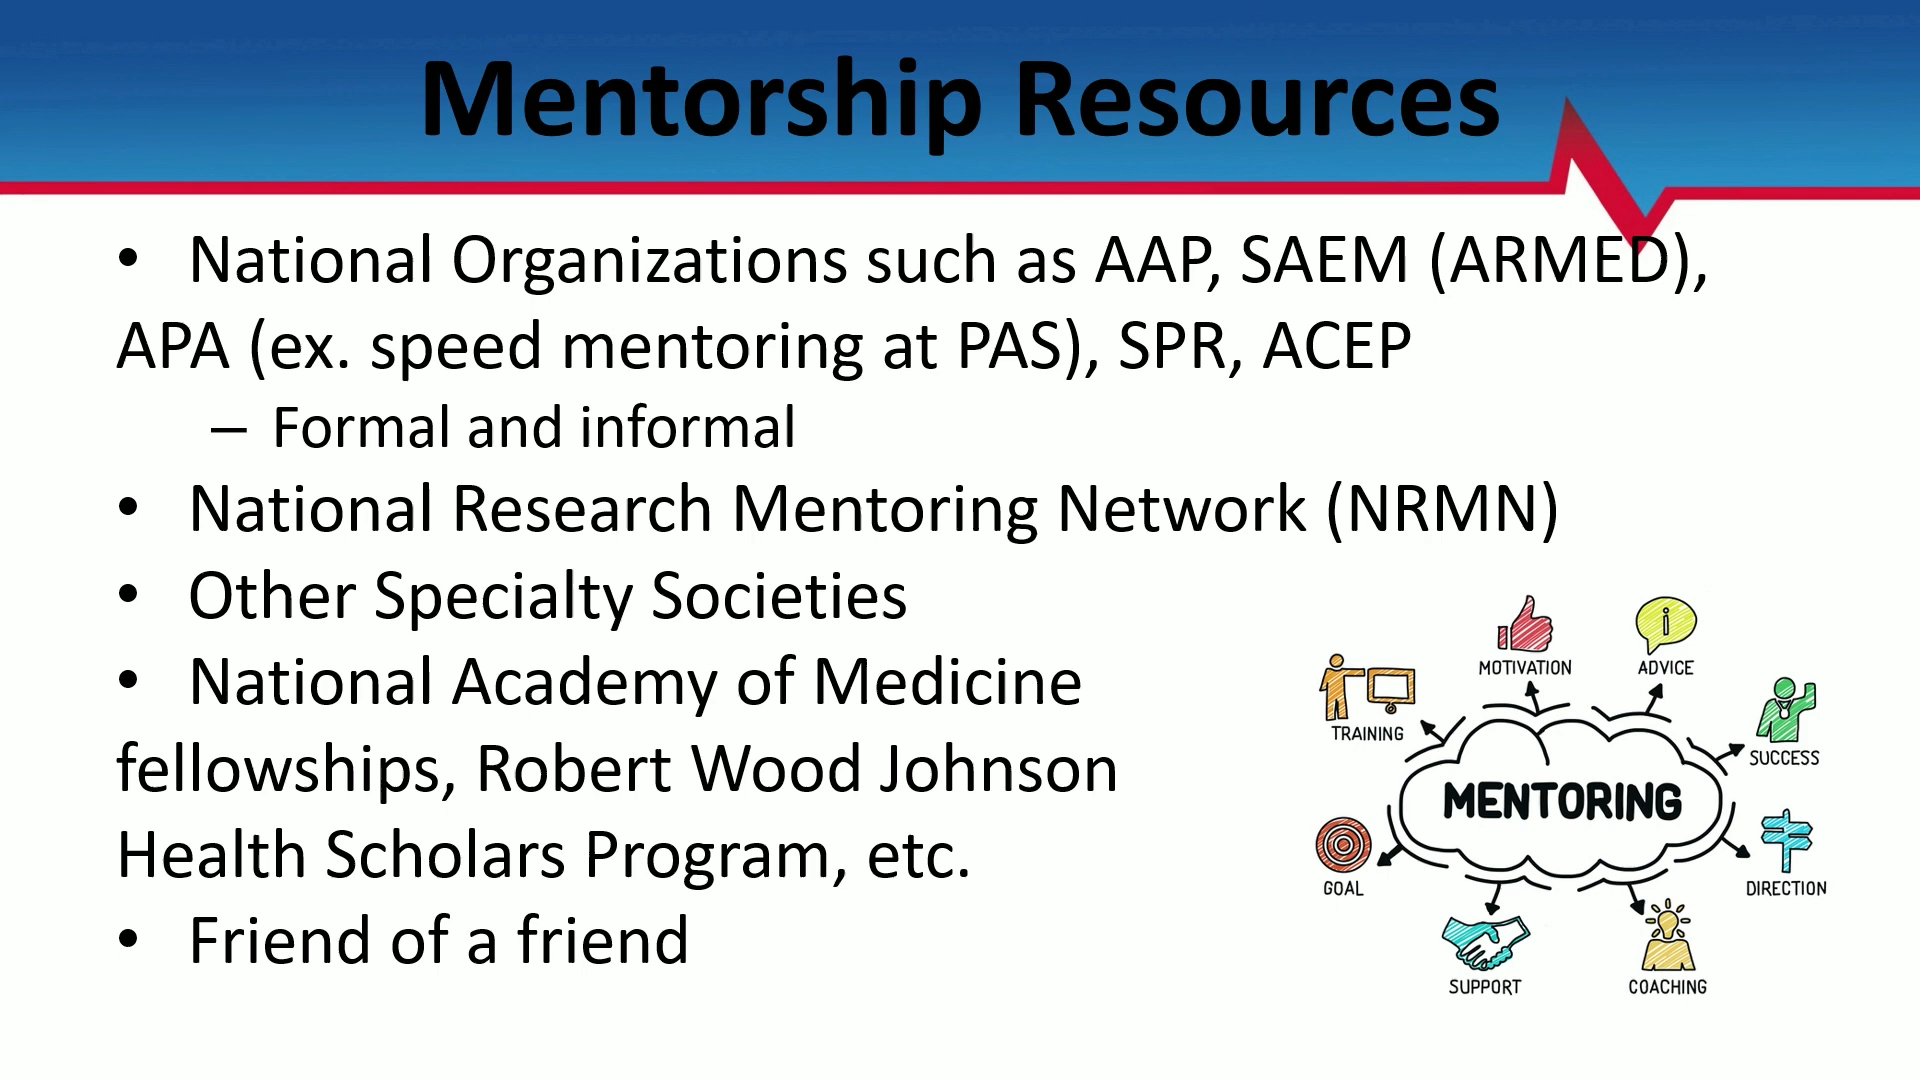 Mentorship Resources
• National Organizations such as AAP, SAEM (ARMED),
APA (ex. speed mentoring at PAS), SPR, ACEP
– Formal and informal
• National Research Mentoring Network (NRMN)
• Other Specialty Societies
• National Academy of Medicine
fellowships, Robert Wood Johnson
Health Scholars Program, etc.
• Friend of a friend
MOTIVATION
ADVICE
TRAINING
SUCCESS
MENTORING
GOAL
DIRECTION
SUPPORT
COACHING